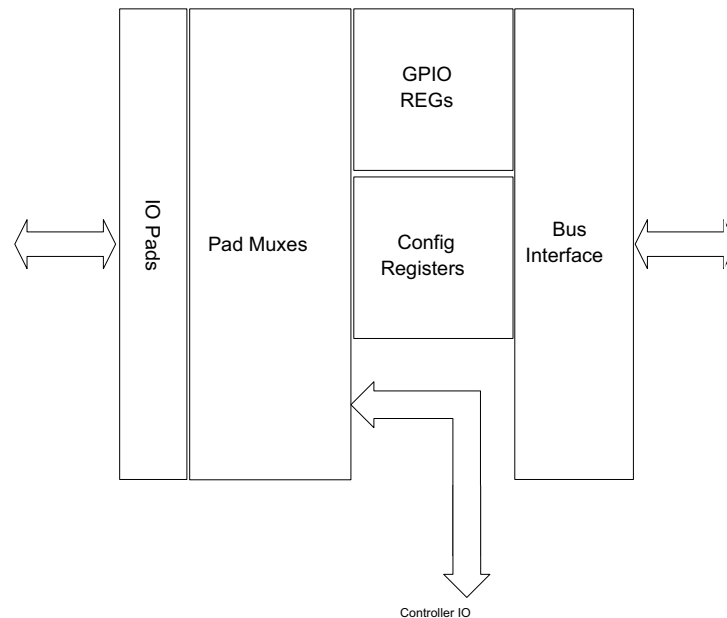 IO Pads
Pad Muxes
GPIO
REGs
Config
Registers
Bus
Interface
Controller IO